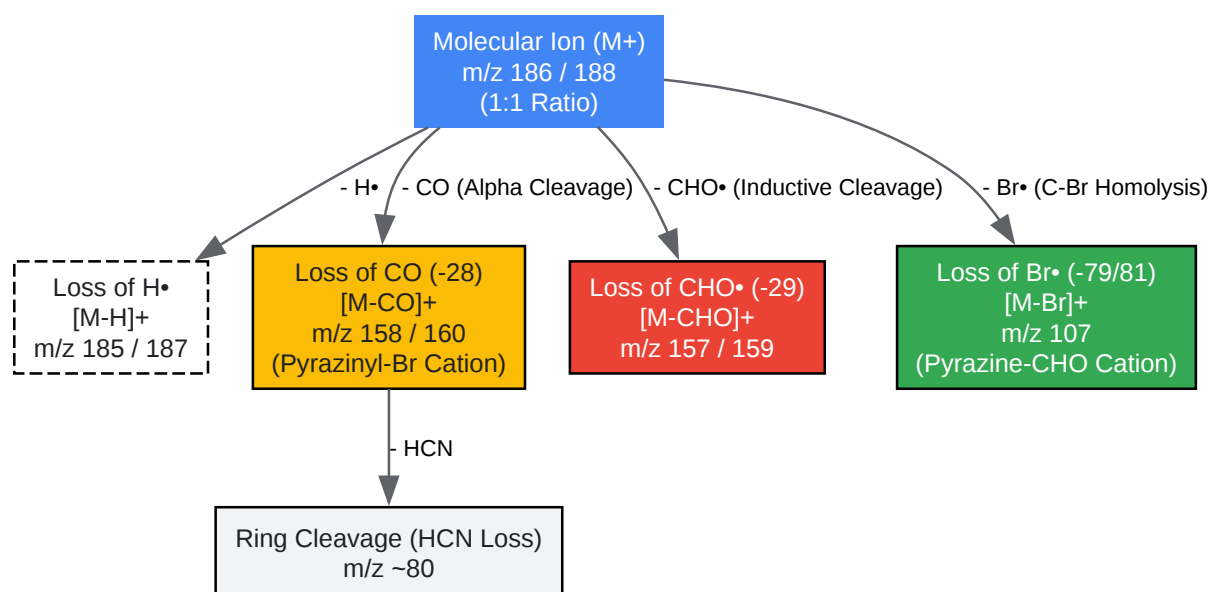 Molecular Ion (M+)
m/z 186 / 188
(1:1 Ratio)
- H•
- CO (Alpha Cleavage)
- CHO• (Inductive Cleavage)
- Br• (C-Br Homolysis)
Loss of H•
[M-H]+
m/z 185 / 187
Loss of CO (-28)
[M-CO]+
m/z 158 / 160
(Pyrazinyl-Br Cation)
Loss of CHO• (-29)
[M-CHO]+
m/z 157 / 159
Loss of Br• (-79/81)
[M-Br]+
m/z 107
(Pyrazine-CHO Cation)
- HCN
Ring Cleavage (HCN Loss)
m/z ~80